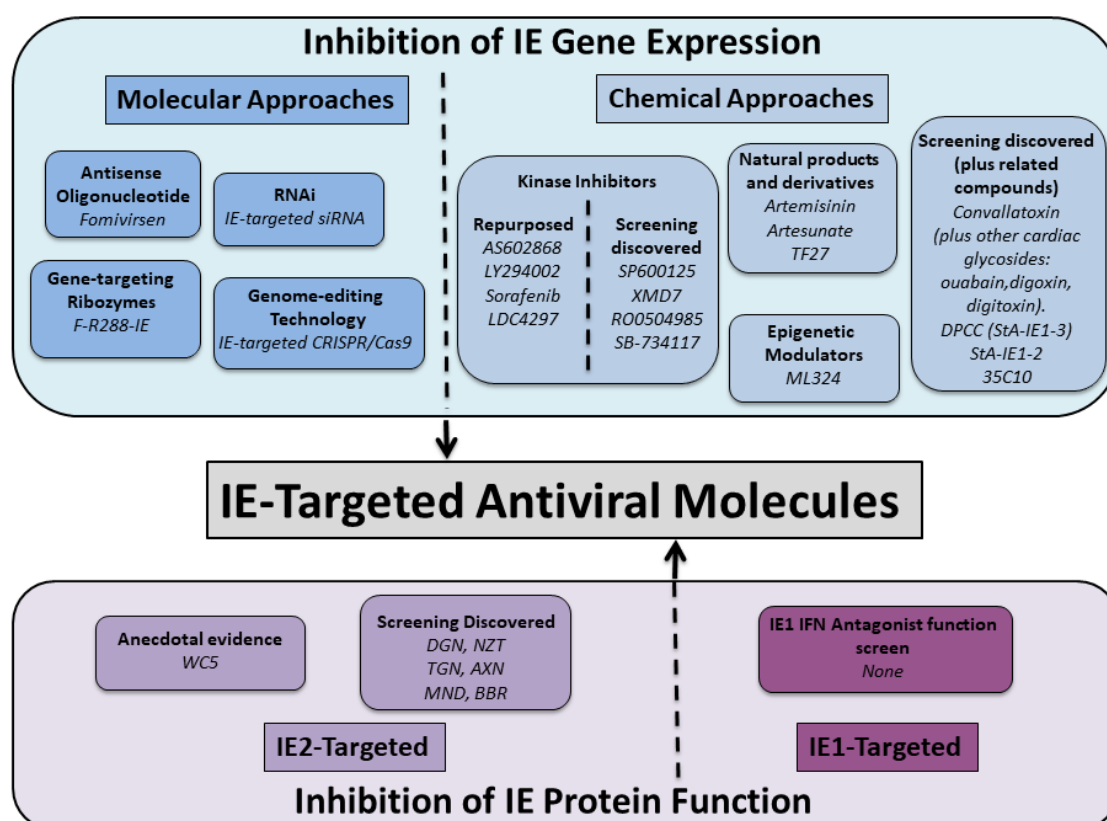 Inhibition of IE Gene Expression
Molecular Approaches
Antisense
Oligonucleotide
Fomivirsen
RNAi
IE-targeted siRNA
Gene-targeting
Ribozymes
F-R288-IE
Genome-editing
Technology
IE-targeted CRISPR/Cas9
Chemical Approaches
Kinase Inhibitors
Repurposed
AS602868
LY294002
Sorafenib
LDC4297
Screening
discovered
SP600125
XMD7
RO0504985
SB-734117
Natural products
and derivatives
Artemisinin
Artesunate
TF27
Epigenetic
Modulators
ML324
Screening discovered
(plus related
compounds)
Convallatoxin
(plus other cardiac
glycosides:
ouabain,digoxin,
digitoxin).
DPCC (StA-IE1-3)
StA-IE1-2
35C10
IE-Targeted Antiviral Molecules
Anecdotal evidence
WC5
Screening Discovered
DGN, NZT
TGN, AXN
MND, BBR
IE2-Targeted
IE1 IFN Antagonist function
screen
None
IE1-Targeted
Inhibition of IE Protein Function